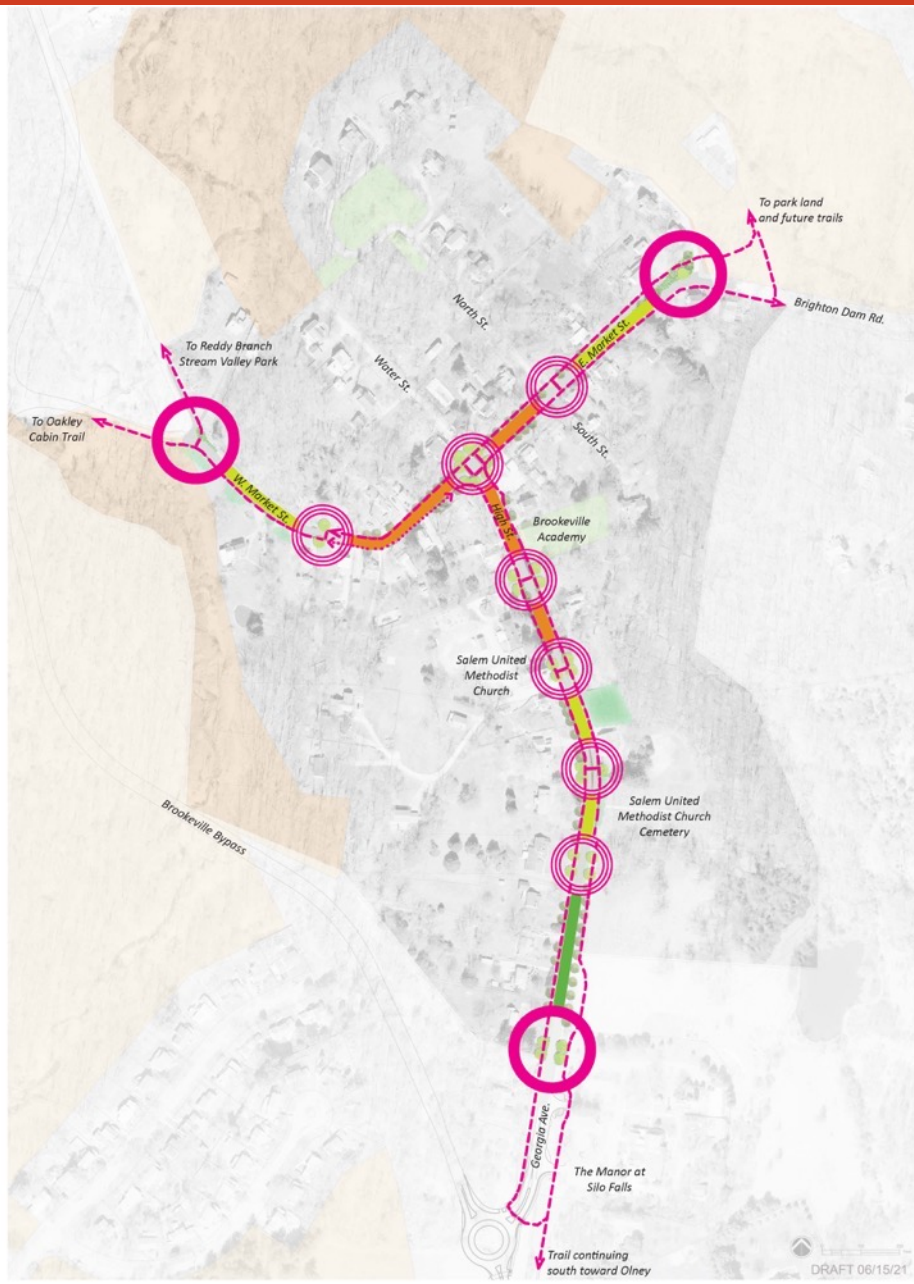 To park land
and future trails
Brighton Dam Rd.
North St.
E. Market St.
To Reddy Branch
Stream Valley Park
Water St.
To Oakley
Cabin Trail
South St.
W. Market St.
High St.
Brookeville
Academy
Salem United
Methodist
Church
Salem United
Methodist Church
Cemetery
Brookeville Bypass
Georgia Ave.
The Manor at
Silo Falls
Trail continuing
south toward Olney
DRAFT 06/15/21